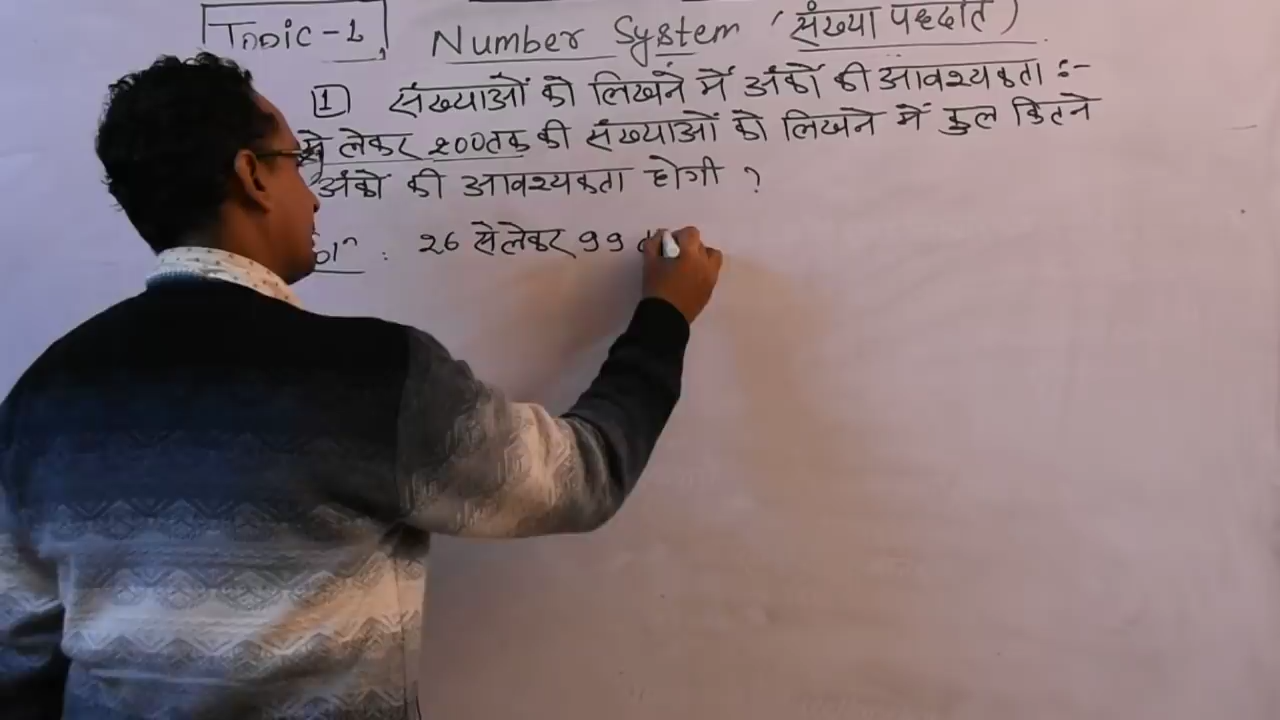 Topic-1
Number System (संख्या पद्धति)
1 संख्याओं को लिखने में अंकों की आवश्यकता :-
से लेकर 200 तक की संख्याओं को लिखने में कुल कितने
अंको की आवश्यकता होगी ?
Solⁿ : 26 से लेकर 99